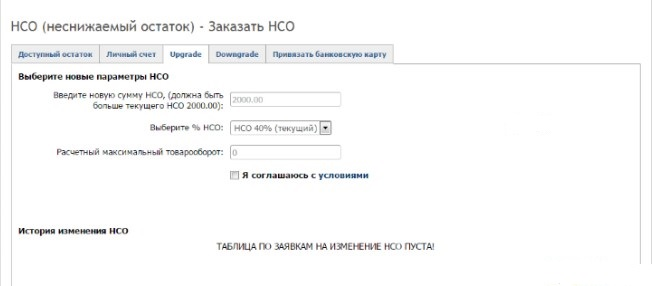 НСО (неснижаемый остаток) - Заказать НСО
Доступный остаток Личный счет Upgrade Downgrade Привязать банковскую карту
Выберите новые параметры НСО
Введите новую сумму НСО, (должна быть
больше текущего НСО 2000.00):
2000.00
Выберите % НСО: НСО 40% (текущий)
Расчетный максимальный товарооборот: 0
Я соглашаюсь с условиями
История изменения НСО
ТАБЛИЦА ПО ЗАЯВКАМ НА ИЗМЕНЕНИЕ НСО ПУСТА!